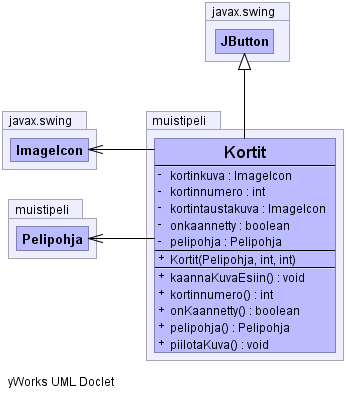 javax.swing
JButton
javax.swing
ImageIcon
muistipeli
Pelipohja
muistipeli
Kortit
- kortinkuva : ImageIcon
- kortinnumero : int
- kortintaustakuva : ImageIcon
- onkaannetty : boolean
- pelipohja : Pelipohja
+ Kortit(Pelipohja, int, int)
+ kaannaKuvaEsiin() : void
+ kortinnumero() : int
+ onKaannetty() : boolean
+ pelipohja() : Pelipohja
+ piilotaKuva() : void
yWorks UML Doclet